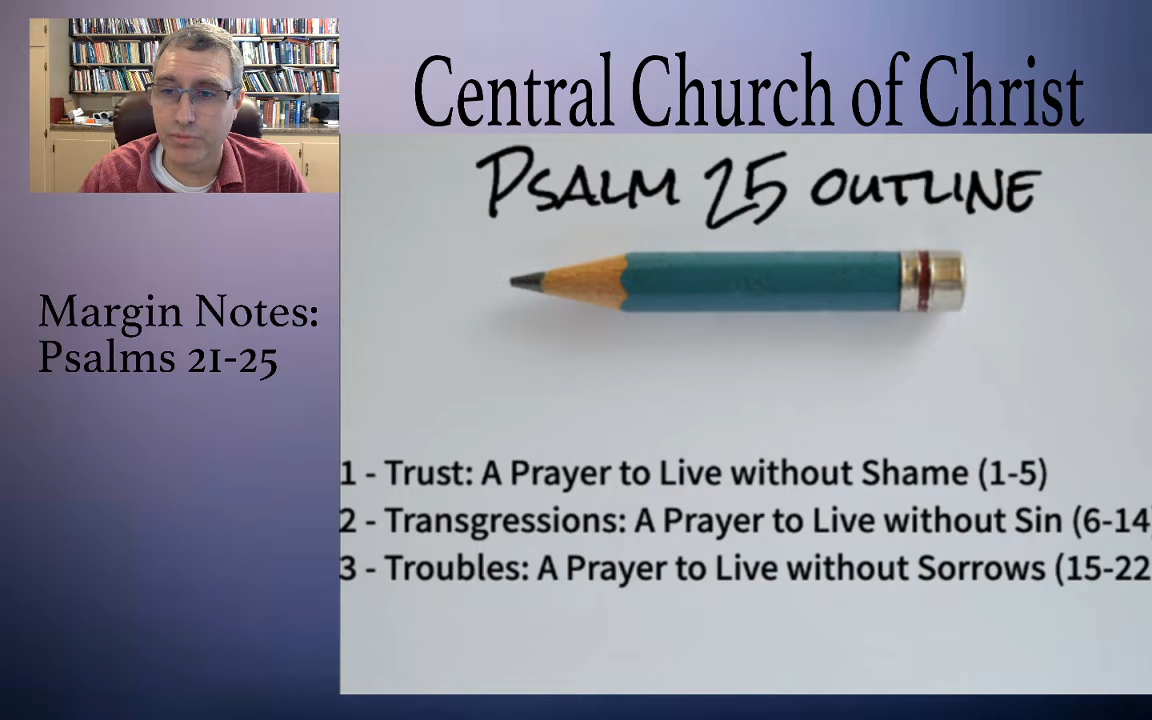 Central Church of Christ
Psalm 25 outline
Margin Notes:
Psalms 21-25
1 - Trust: A Prayer to Live without Shame (1-5)
2 - Transgressions: A Prayer to Live without Sin (6-14)
3 - Troubles: A Prayer to Live without Sorrows (15-22